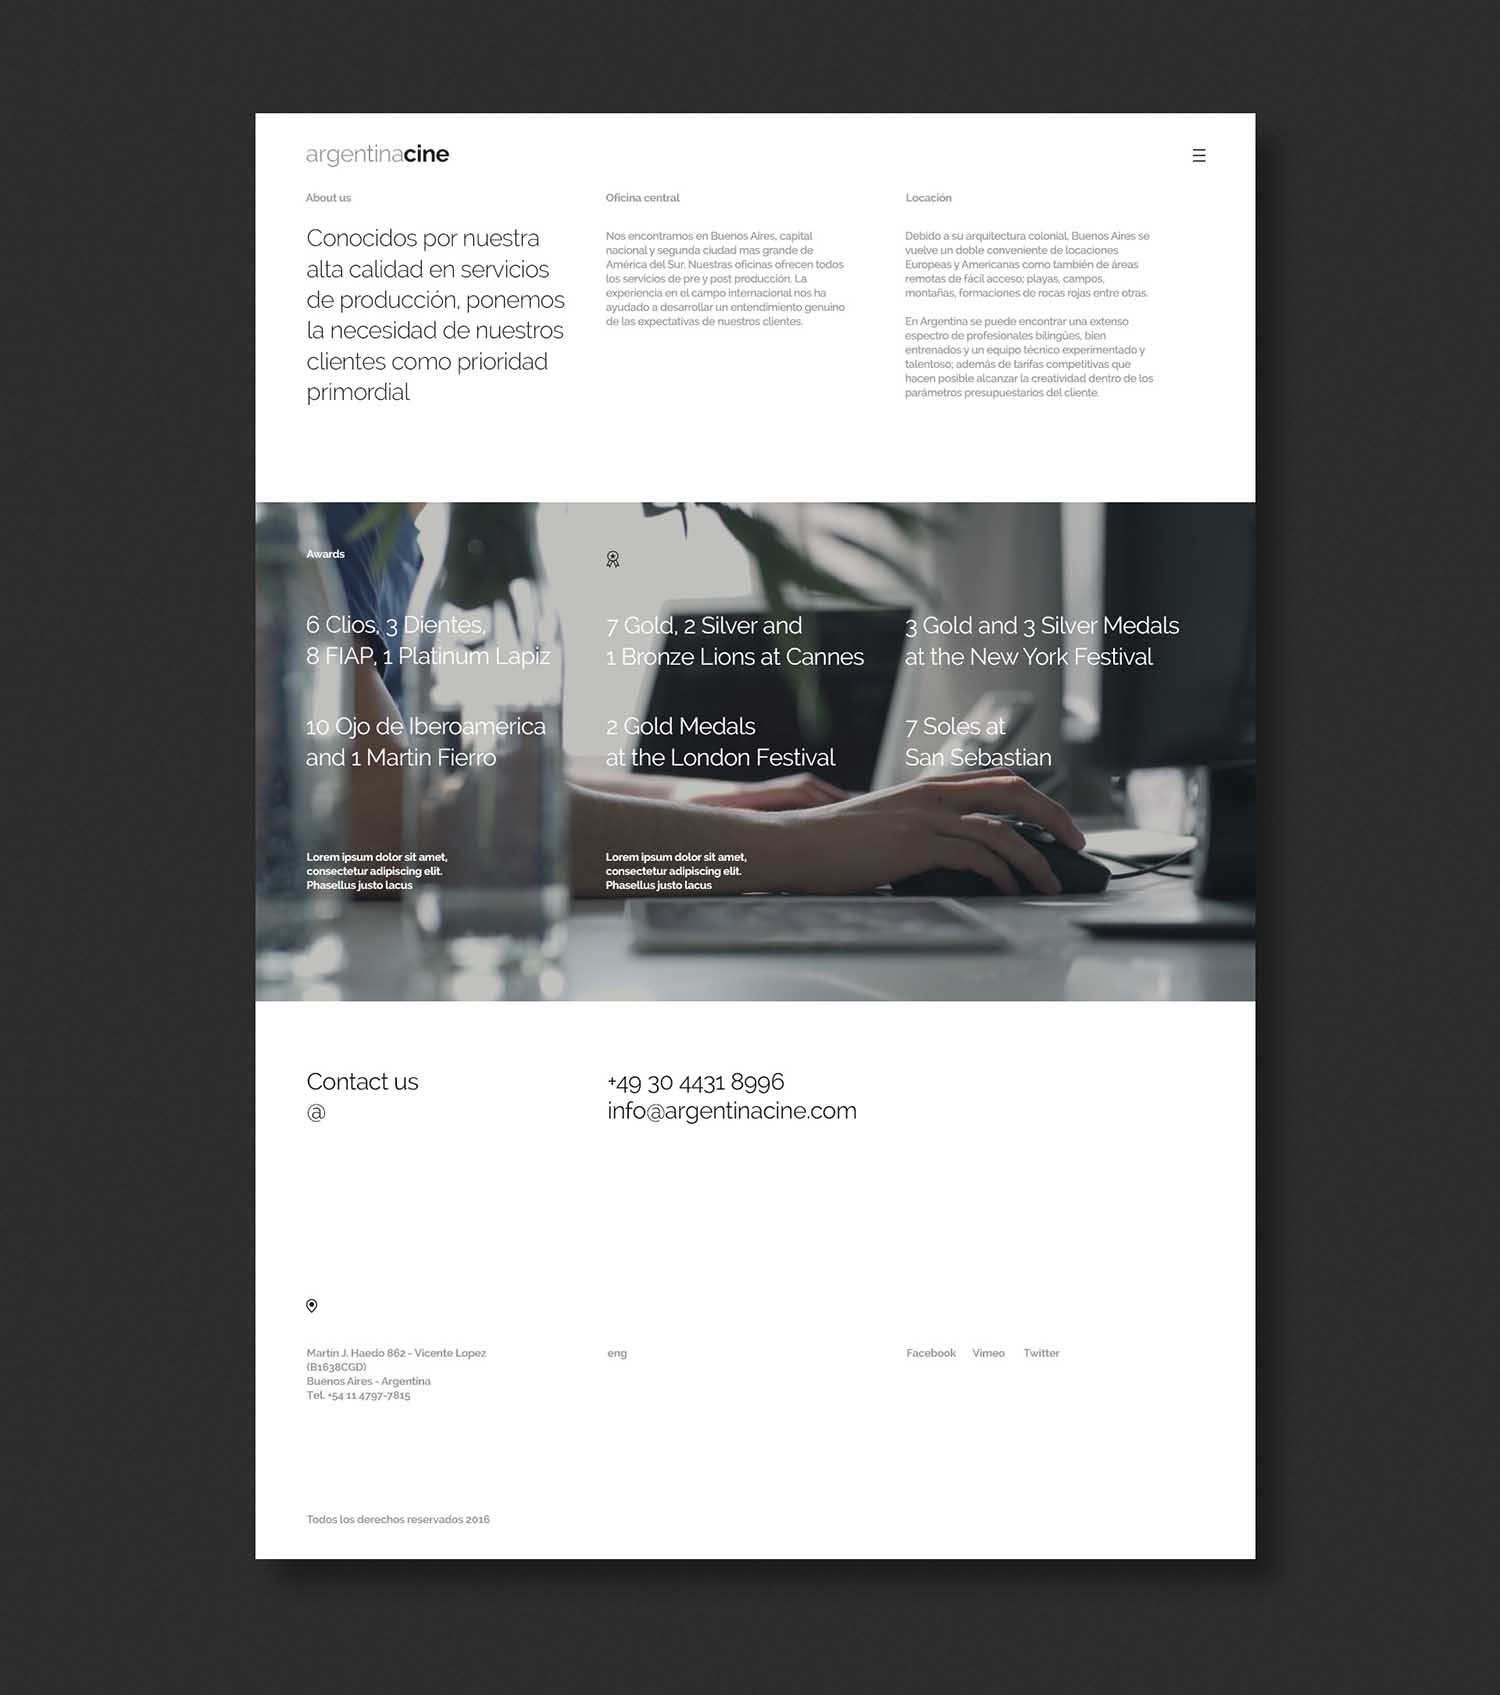 argentinacine
About us
Conocidos por nuestra
alta calidad en servicios
de producción, ponemos
la necesidad de nuestros
clientes como prioridad
primordial
Oficina central
Nos encontramos en Buenos Aires, capital
nacional y segunda ciudad mas grande de
América del Sur. Nuestras oficinas ofrecen todos
los servicios de pre y post producción. La
experiencia en el campo internacional nos ha
ayudado a desarrollar un entendimiento genuino
de las expectativas de nuestros clientes.
Locación
Debido a su arquitectura colonial, Buenos Aires se
vuelve un doble conveniente de locaciones
Europeas y Americanas como también de áreas
remotas de fácil acceso; playas, campos,
montañas, formaciones de rocas rojas entre otras.
En Argentina se puede encontrar una extenso
espectro de profesionales bilingües, bien
entrenados y un equipo técnico experimentado y
talentoso; además de tarifas competitivas que
hacen posible alcanzar la creatividad dentro de los
parámetros presupuestarios del cliente.
Awards
6 Clios, 3 Dientes,
8 FIAP, 1 Platinum Lapiz
7 Gold, 2 Silver and
1 Bronze Lions at Cannes
3 Gold and 3 Silver Medals
at the New York Festival
10 Ojo de Iberoamerica
and 1 Martin Fierro
2 Gold Medals
at the London Festival
7 Soles at
San Sebastian
Lorem ipsum dolor sit amet,
consectetur adipiscing elit.
Phasellus justo lacus
Lorem ipsum dolor sit amet,
consectetur adipiscing elit.
Phasellus justo lacus
Contact us
@
+49 30 4431 8996
info@argentinacine.com
Martín J. Haedo 862 - Vicente Lopez
(B1638CGD)
Buenos Aires - Argentina
Tel. +54 11 4797-7815
eng
Facebook Vimeo Twitter
Todos los derechos reservados 2016